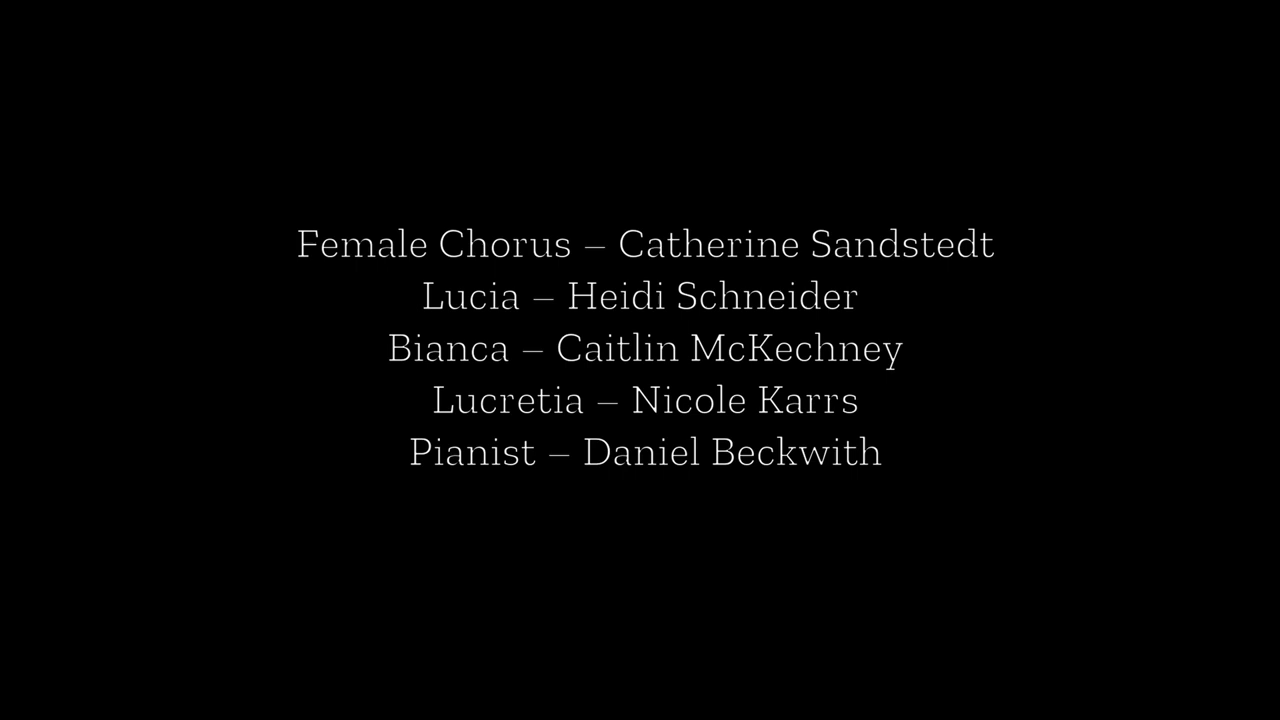 Female Chorus – Catherine Sandstedt
Lucia – Heidi Schneider
Bianca – Caitlin McKechney
Lucretia – Nicole Karrs
Pianist – Daniel Beckwith